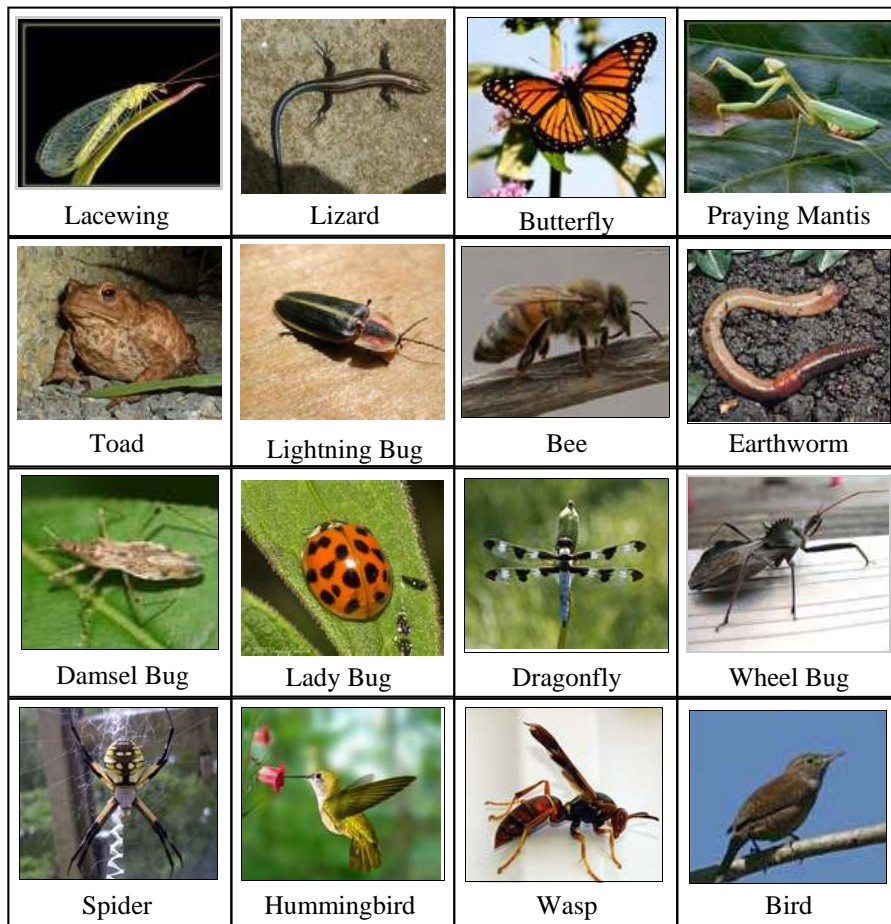 Lacewing
Lizard
Butterfly
Praying Mantis
Toad
Lightning Bug
Bee
Earthworm
Damsel Bug
Lady Bug
Dragonfly
Wheel Bug
Spider
Hummingbird
Wasp
Bird